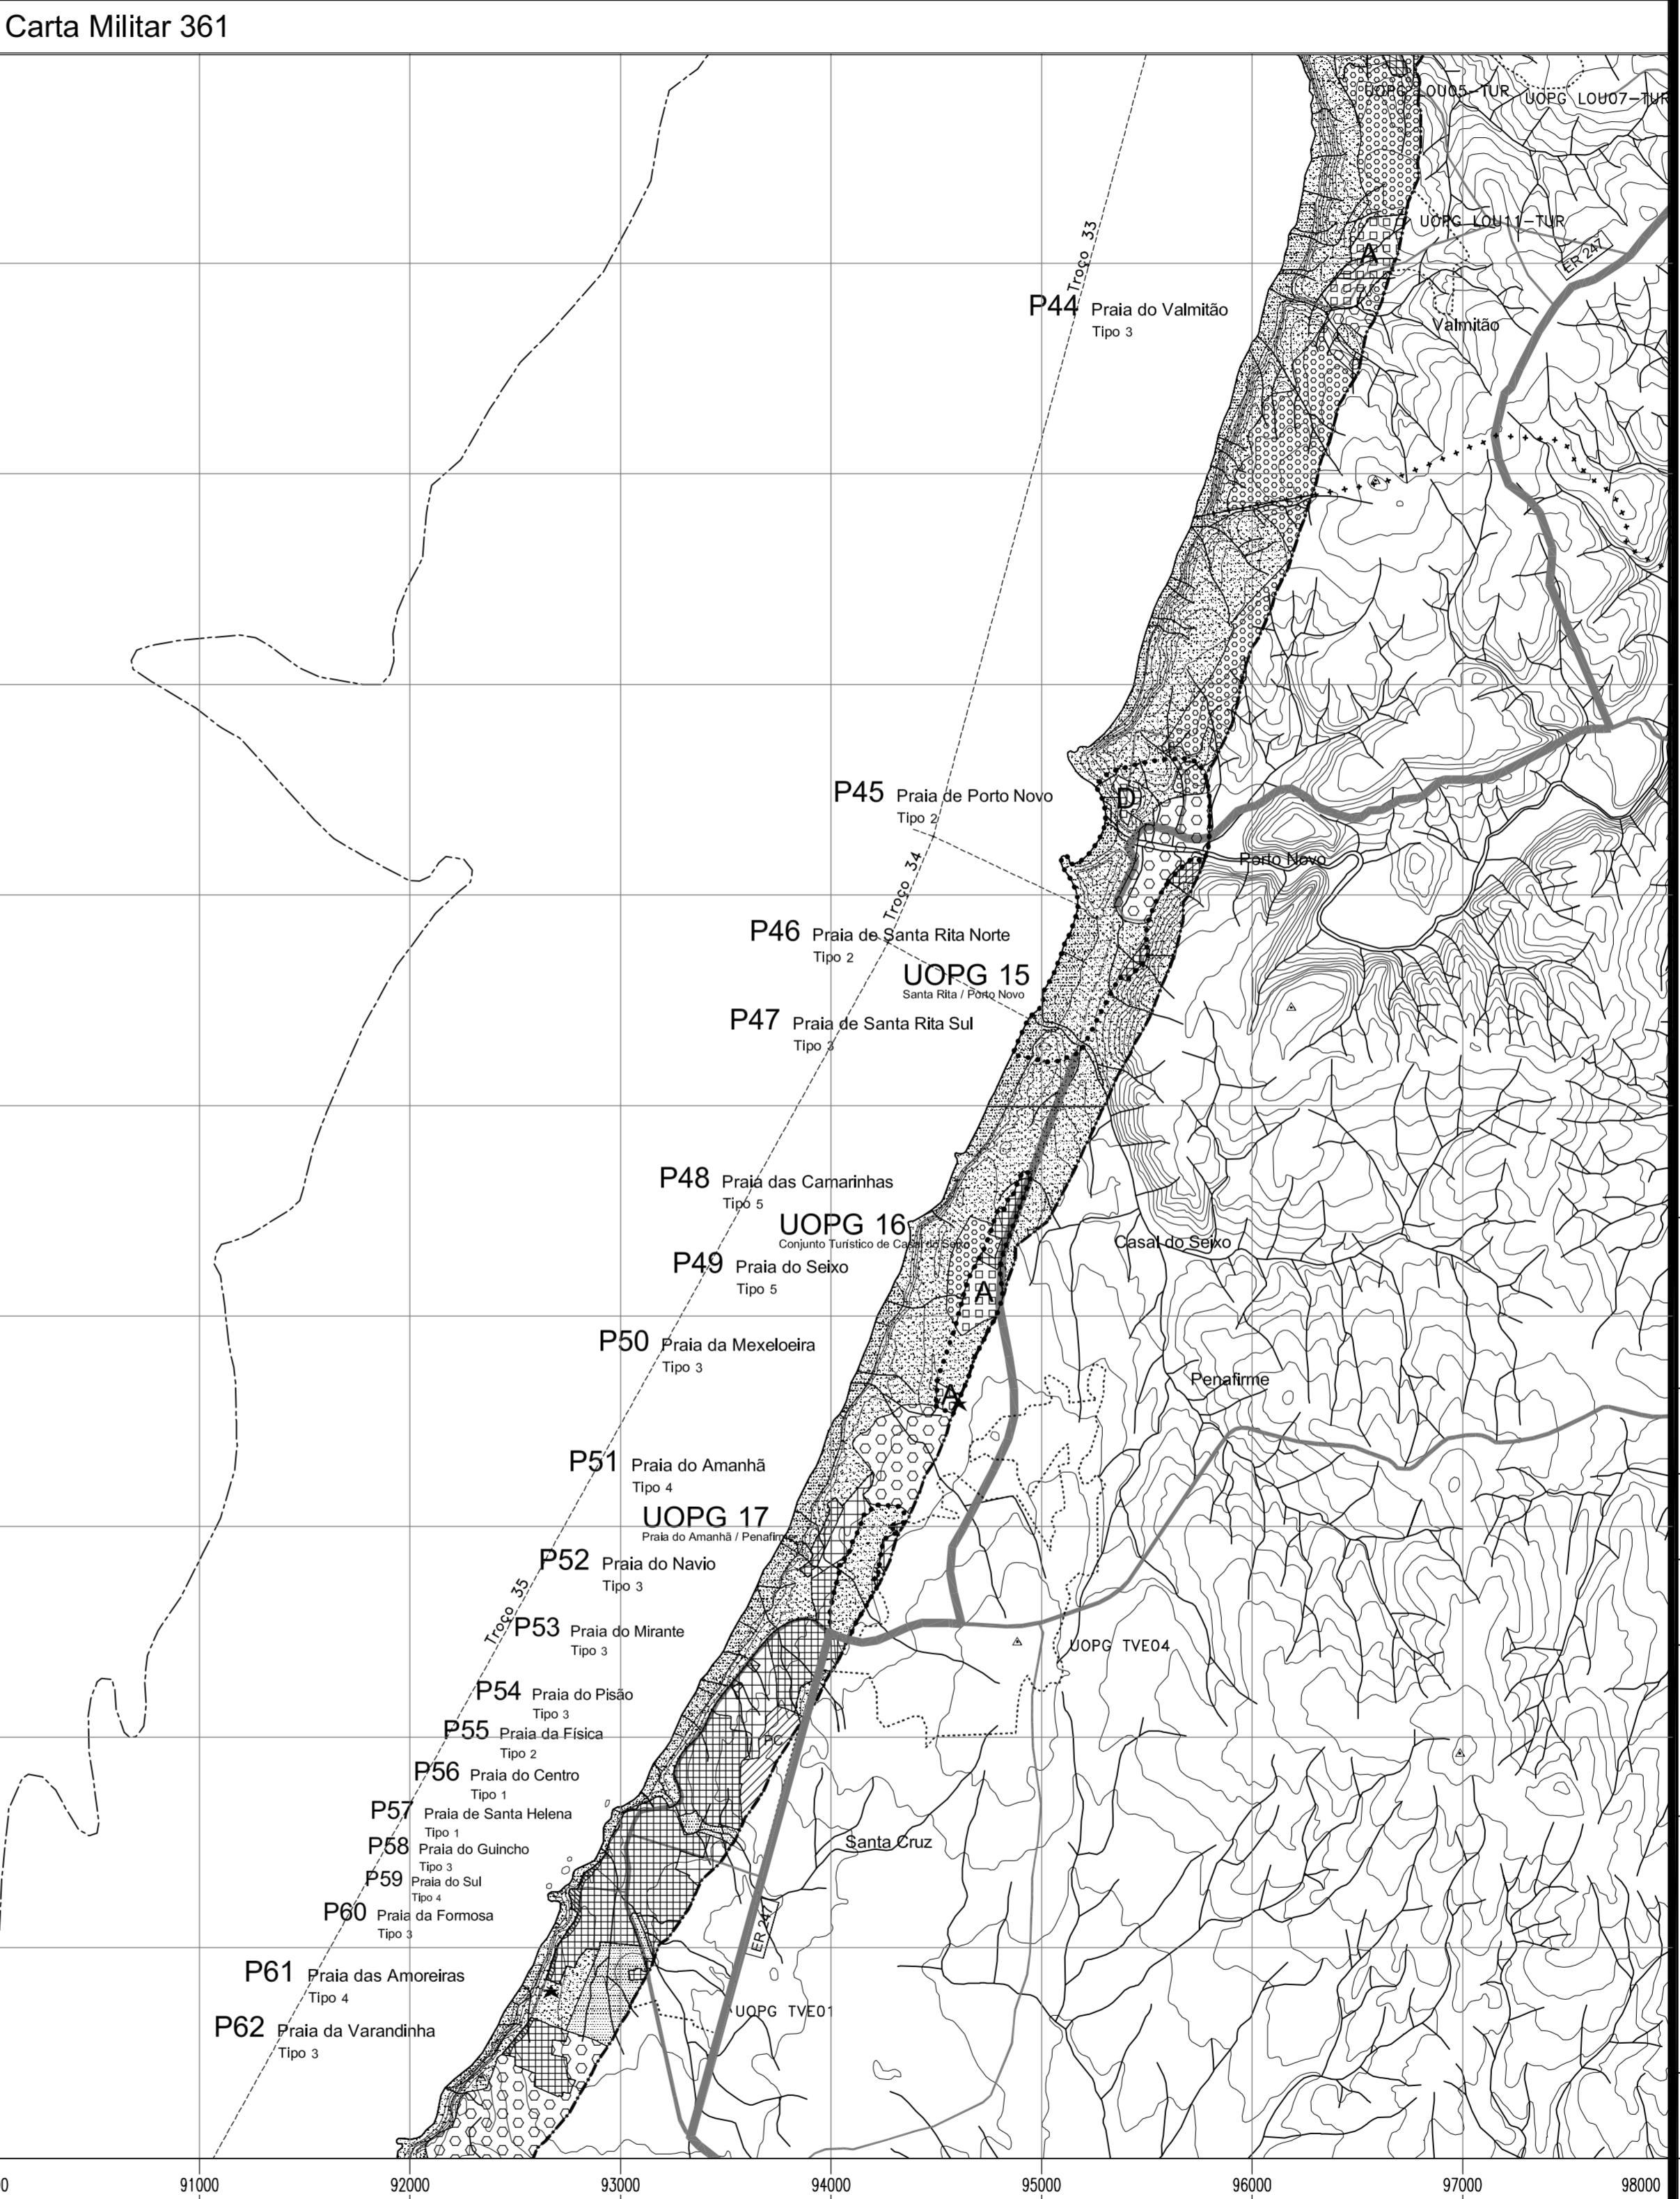 Carta Militar 361
UOPG LOU05-TUR
UOPG LOU07-TUR
UOPG LOU11-TUR
A
ER 247
Troço 33
P44 Praia do Valmitão
Tipo 3
Valmitão
P45 Praia de Porto Novo
Tipo 2
D
Troço 34
Porto Novo
P46 Praia de Santa Rita Norte
Tipo 2
UOPG 15
Santa Rita / Porto Novo
P47 Praia de Santa Rita Sul
Tipo 3
P48 Praia das Camarinhas
Tipo 5
UOPG 16
Conjunto Turístico de Casal do Seixo
Casal do Seixo
P49 Praia do Seixo
Tipo 5
A
P50 Praia da Mexeloeira
Tipo 3
Penafirme
A
P51 Praia do Amanhã
Tipo 4
UOPG 17
Praia do Amanhã / Penafirme
P52 Praia do Navio
Tipo 3
Troço 35
P53 Praia do Mirante
Tipo 3
UOPG TVE04
P54 Praia do Pisão
Tipo 3
P55 Praia da Física
Tipo 2
PC
P56 Praia do Centro
Tipo 1
P57 Praia de Santa Helena
Tipo 1
P58 Praia do Guincho
Tipo 3
Santa Cruz
P59 Praia do Sul
Tipo 4
P60 Praia da Formosa
Tipo 3
ER 247
P61 Praia das Amoreiras
Tipo 4
UOPG TVE01
P62 Praia da Varandinha
Tipo 3
0 91000 92000 93000 94000 95000 96000 97000 98000